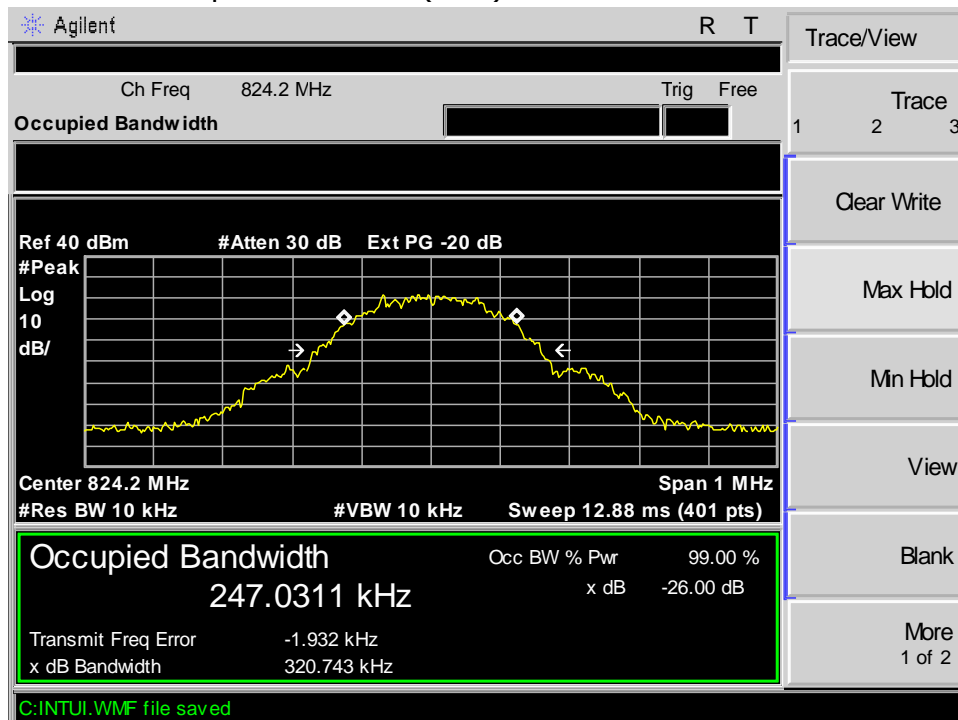 Agilent R T
Trace/View
Ch Freq 824.2 MHz Trig Free
Occupied Bandwidth
Trace
1 2 3
Clear Write
Ref 40 dBm #Atten 30 dB Ext PG -20 dB
#Peak
Log
10
dB/
Max Hold
Min Hold
Center 824.2 MHz Span 1 MHz
#Res BW 10 kHz #VBW 10 kHz Sweep 12.88 ms (401 pts)
View
Occupied Bandwidth
247.0311 kHz
Occ BW % Pwr 99.00 %
x dB -26.00 dB
Transmit Freq Error -1.932 kHz
x dB Bandwidth 320.743 kHz
Blank
More
1 of 2
C:INTUI.WMF file saved